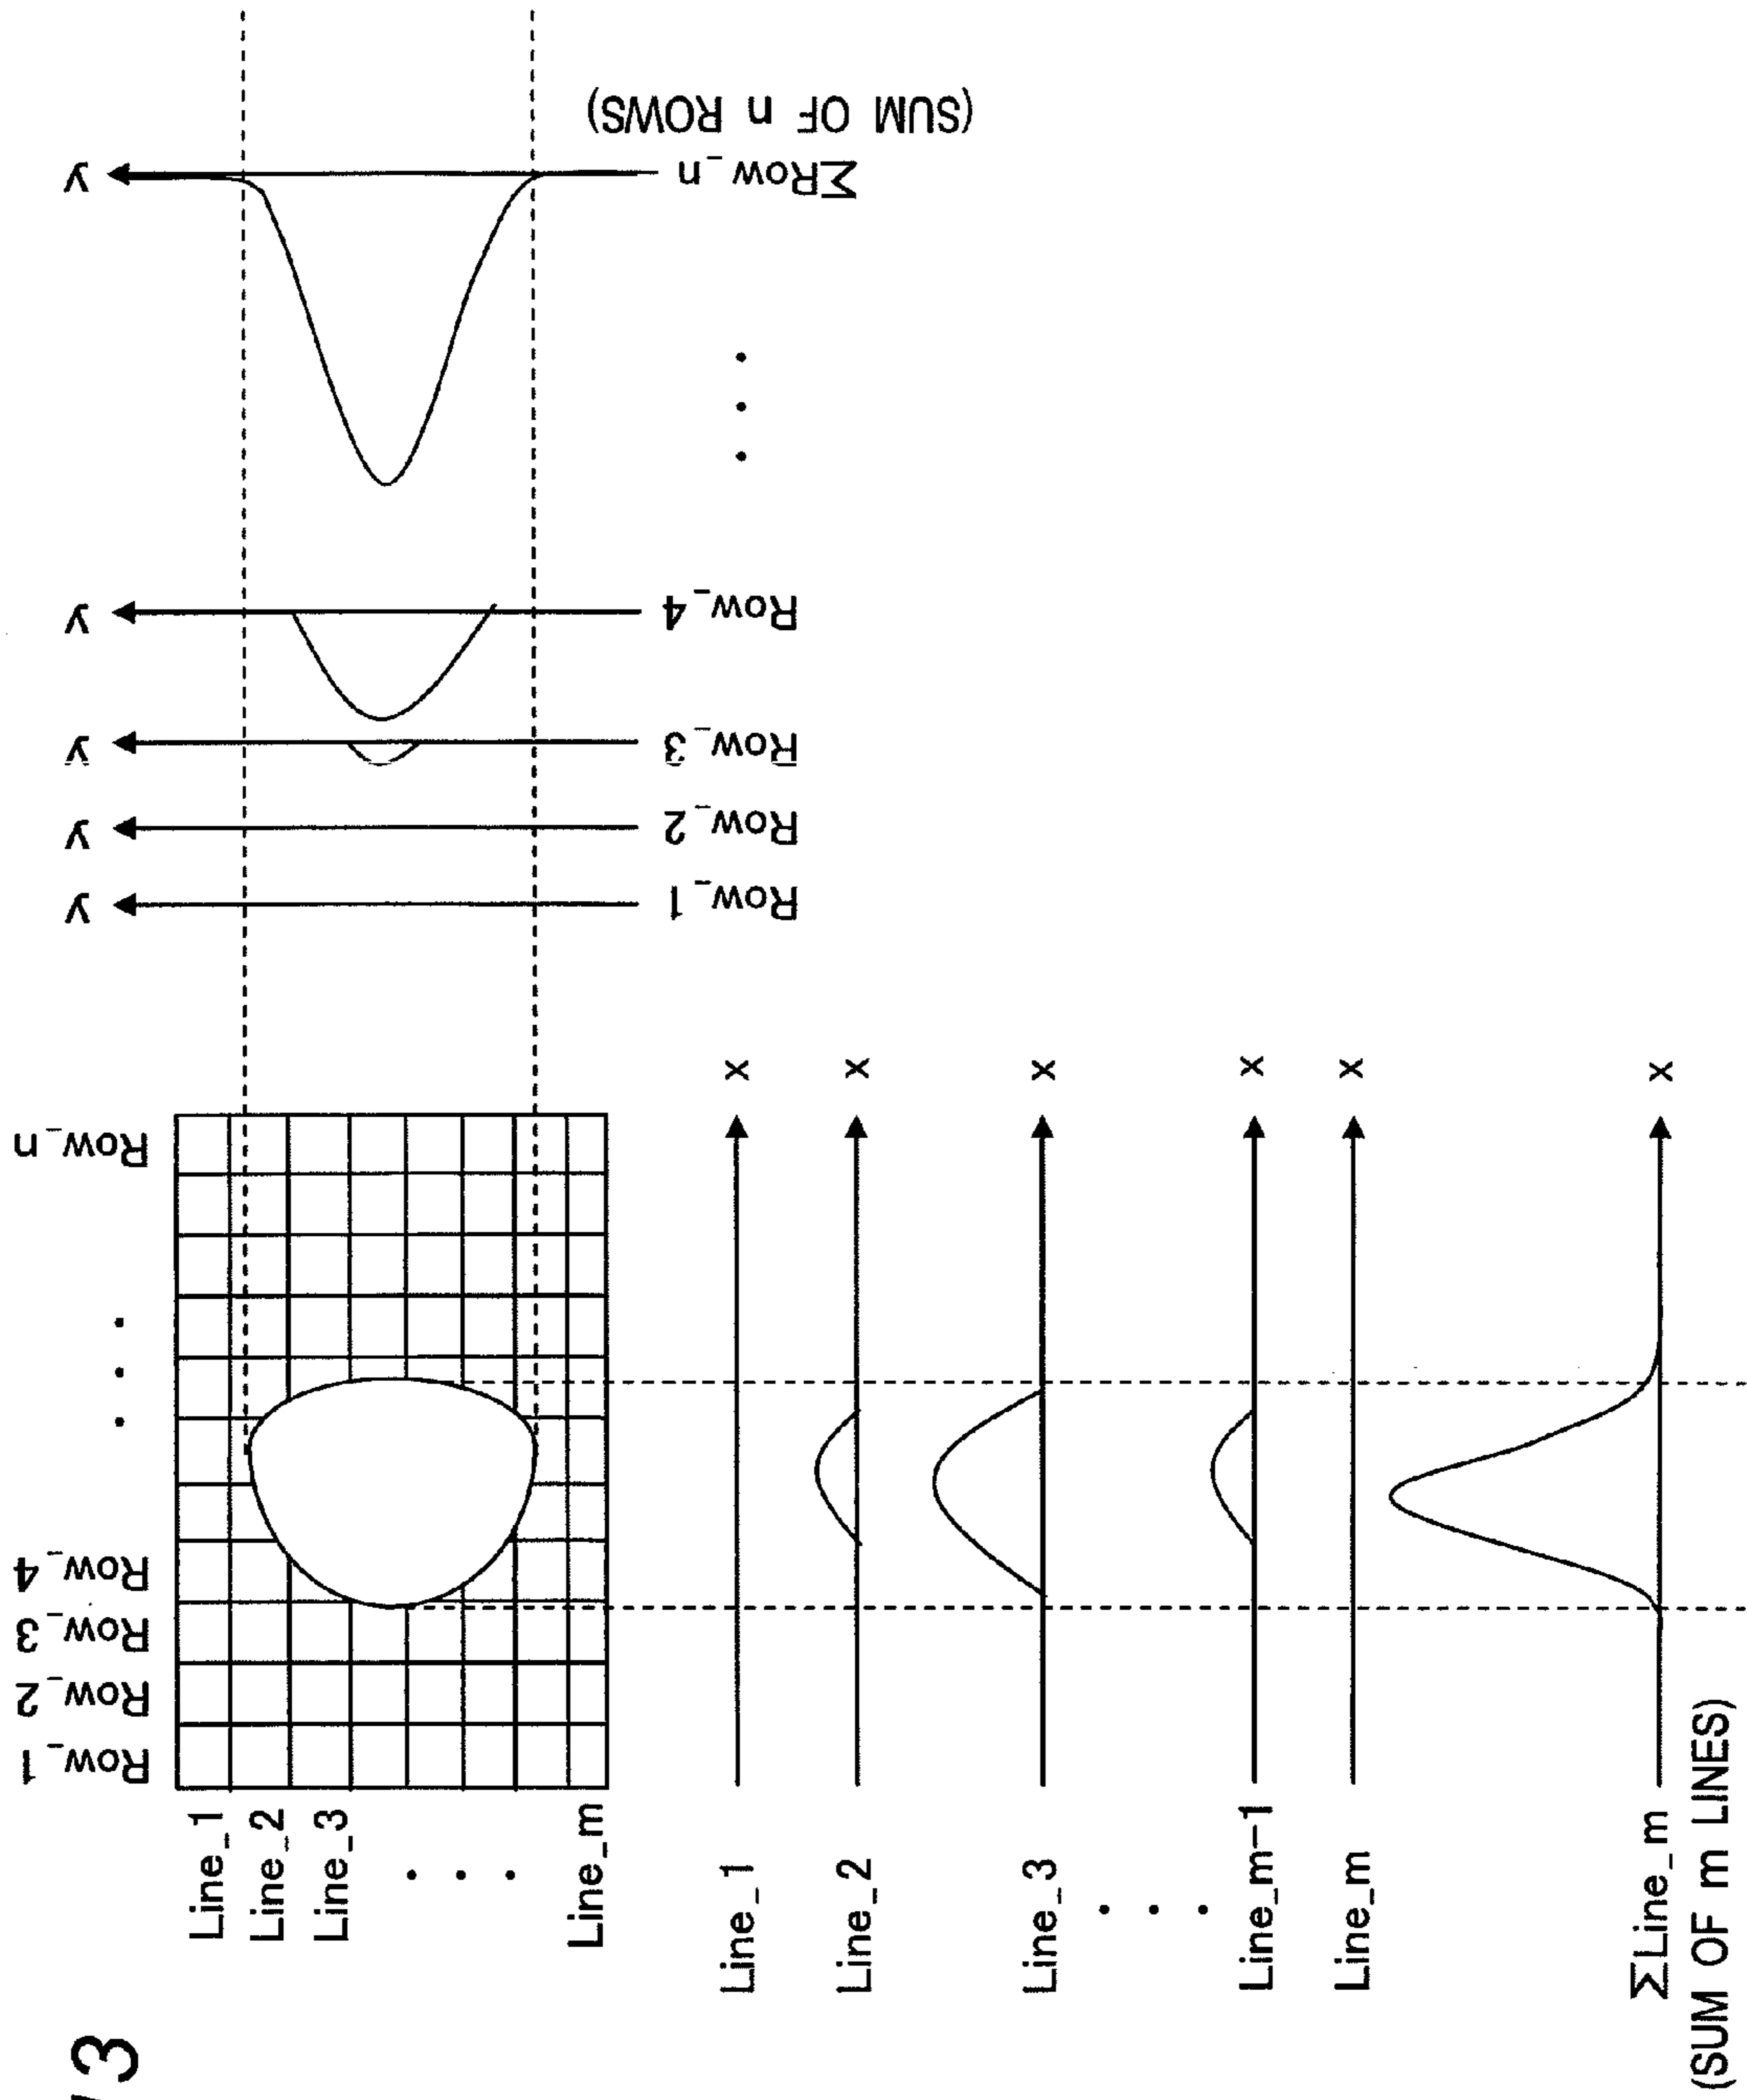 3
Row_1
Row_2
Row_3
Row_4
. . .
Row_n
Line_1
Line_2
Line_3
. . .
Line_m
y
y
y
y
y
Row_1
Row_2
Row_3
Row_4
. . .
ΣRow_n
(SUM OF n ROWS)
Line_1
x
Line_2
x
Line_3
x
. . .
Line_m-1
x
Line_m
x
ΣLine_m
x
(SUM OF m LINES)